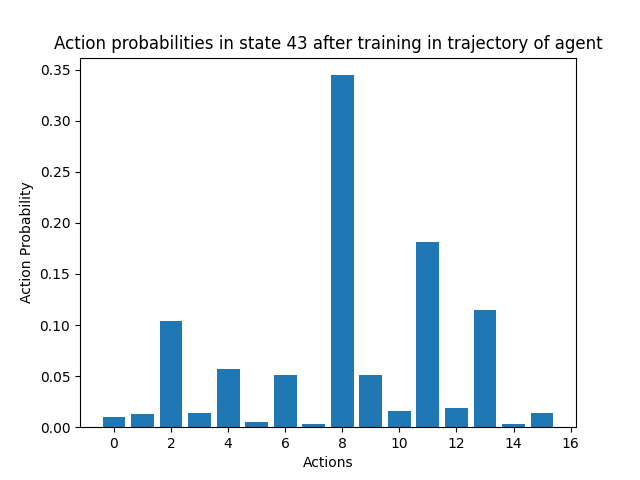 Action probabilities in state 43 after training in trajectory of agent
0.35
0.30
0.25
0.20
0.15
0.10
0.05
0.00
Action Probability
0 2 4 6 8 10 12 14 16
Actions